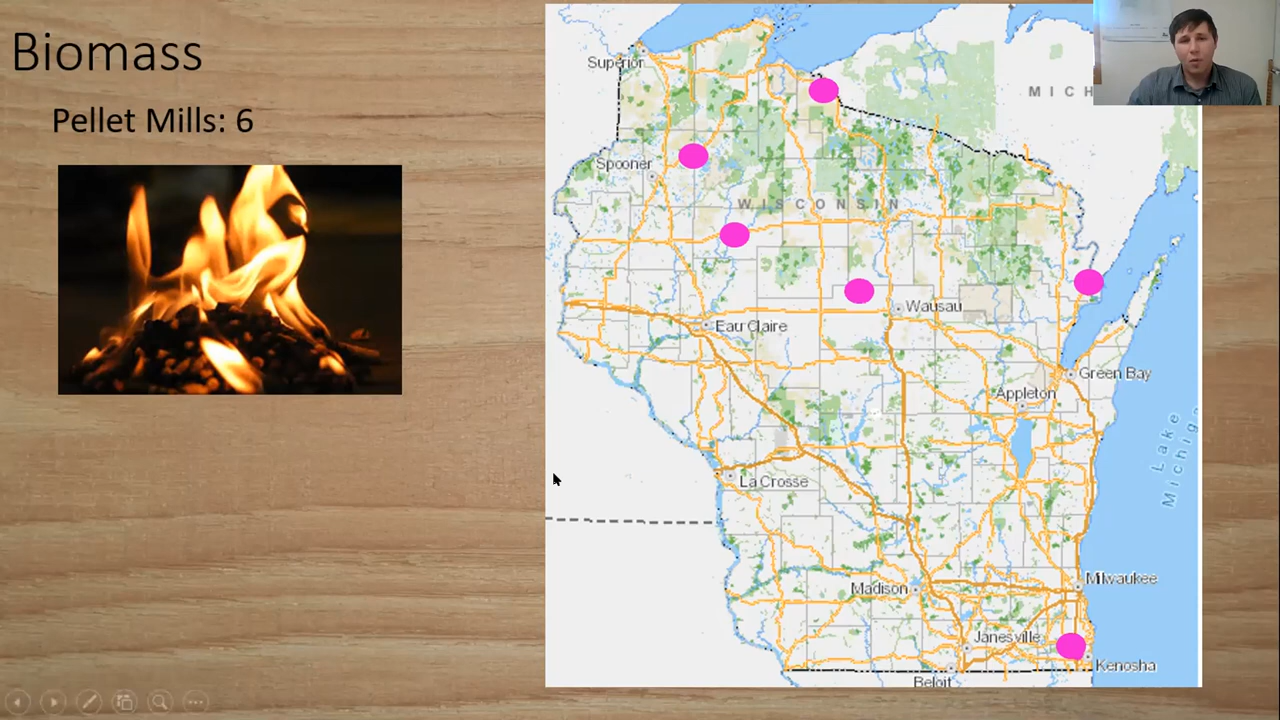 Biomass
Pellet Mills: 6
Superior
MICH
Spooner
WISCONSIN
Wausau
Eau Claire
Green Bay
Appleton
Lake
Michig
La Crosse
Milwaukee
Madison
Janesville
Kenosha
Beloit